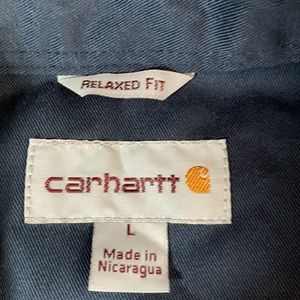 RELAXED FIT
carhartt
L
Made in
Nicaragua